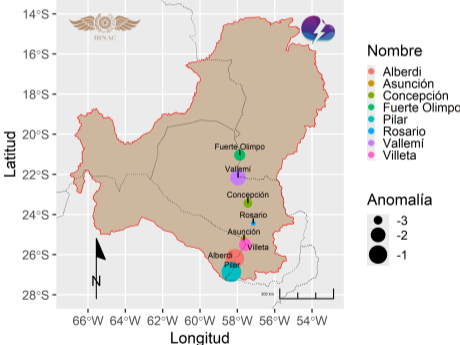 DINAC
14°S
16°S
18°S
20°S
22°S
24°S
26°S
28°S
Latitud
Fuerte Olimpo
Vallemí
Concepción
Rosario
Asunción
Villeta
Alberdi
Pilar
N
66°W 64°W 62°W 60°W 58°W 56°W 54°W
Longitud
Nombre
Alberdi
Asunción
Concepción
Fuerte Olimpo
Pilar
Rosario
Vallemí
Villeta
Anomalía
-3
-2
-1